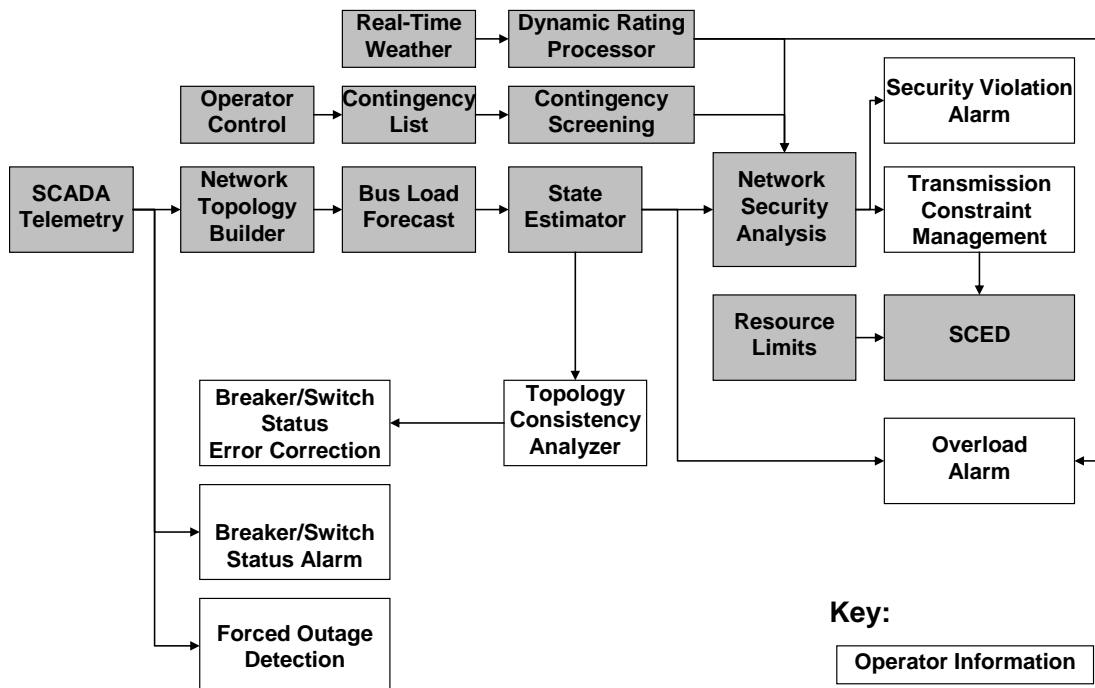 Real-Time
Weather
Dynamic Rating
Processor
Operator
Control
Contingency
List
Contingency
Screening
Security Violation
Alarm
SCADA
Telemetry
Network
Topology
Builder
Bus Load
Forecast
State
Estimator
Network
Security
Analysis
Transmission
Constraint
Management
Resource
Limits
SCED
Breaker/Switch
Status
Error Correction
Topology
Consistency
Analyzer
Overload
Alarm
Breaker/Switch
Status Alarm
Forced Outage
Detection
Key:
Operator Information